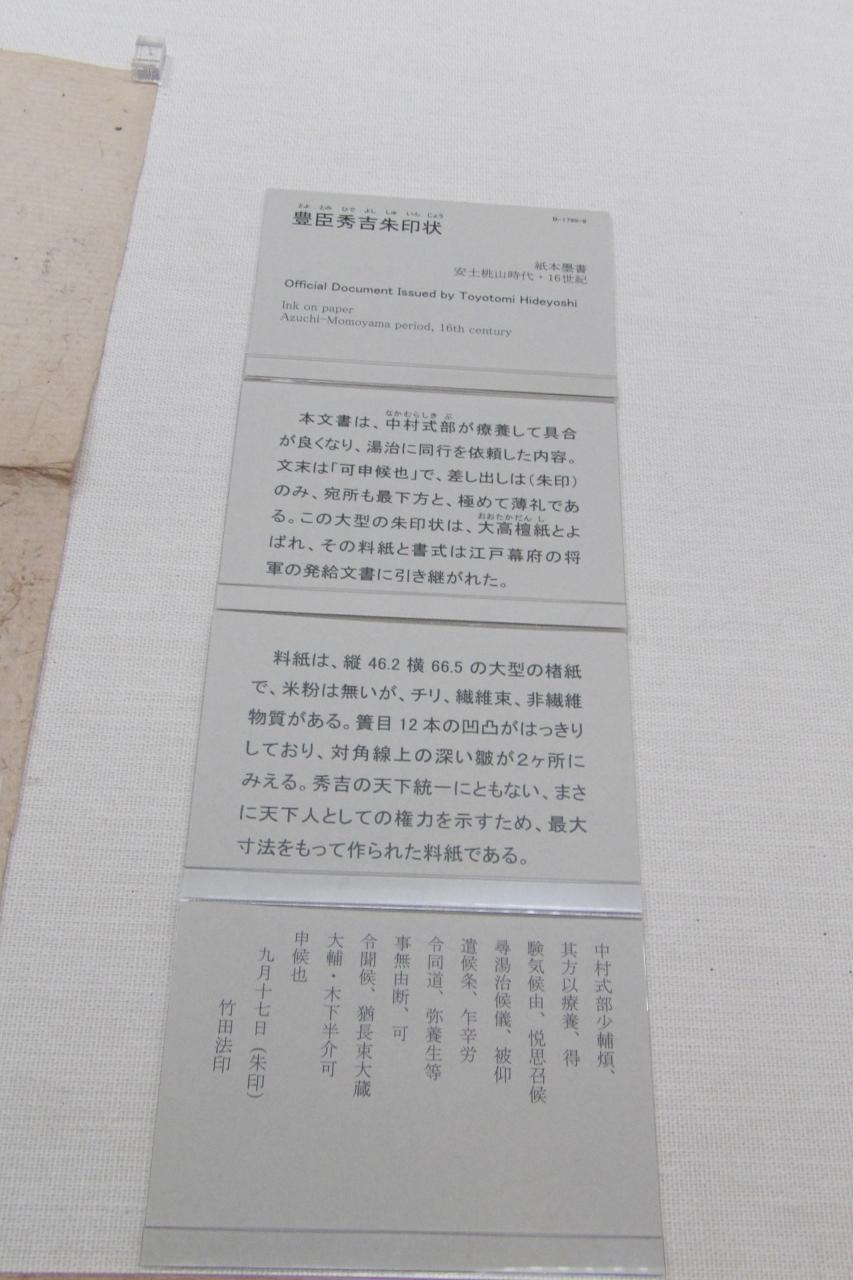 とよ とみ ひで よし しゅ いん じょう
豊臣秀吉朱印状
紙本墨書
安土桃山時代・16世紀
Official Document Issued by Toyotomi Hideyoshi
Ink on paper
Azuchi-Momoyama period, 16th century
なかむらしき ぶ
本文書は、中村式部が療養して具合
が良くなり、湯治に同行を依頼した内容。
文末は「可申候也」で、差し出しは(朱印)
のみ、宛所も最下方と、極めて薄礼であ
おおたかだん し
る。この大型の朱印状は、大高檀紙とよ
ばれ、その料紙と書式は江戸幕府の将
軍の発給文書に引き継がれた。
料紙は、縦 46.2 横 66.5 の大型の楮紙
で、米粉は無いが、チリ、繊維束、非繊維
物質がある。簀目 12 本の凹凸がはっきり
しており、対角線上の深い皺が2ヶ所に
みえる。秀吉の天下統一にともない、まさ
に天下人としての権力を示すため、最大
寸法をもって作られた料紙である。
中村式部少輔煩、
其方以療養、得
験気候由、悦思召候
尋湯治候儀、被仰
遣候条、乍辛労
令同道、弥養生等
事無由断、可
令聞候、猶長束大蔵
大輔・木下半介可
申候也
九月十七日(朱印)
竹田法印